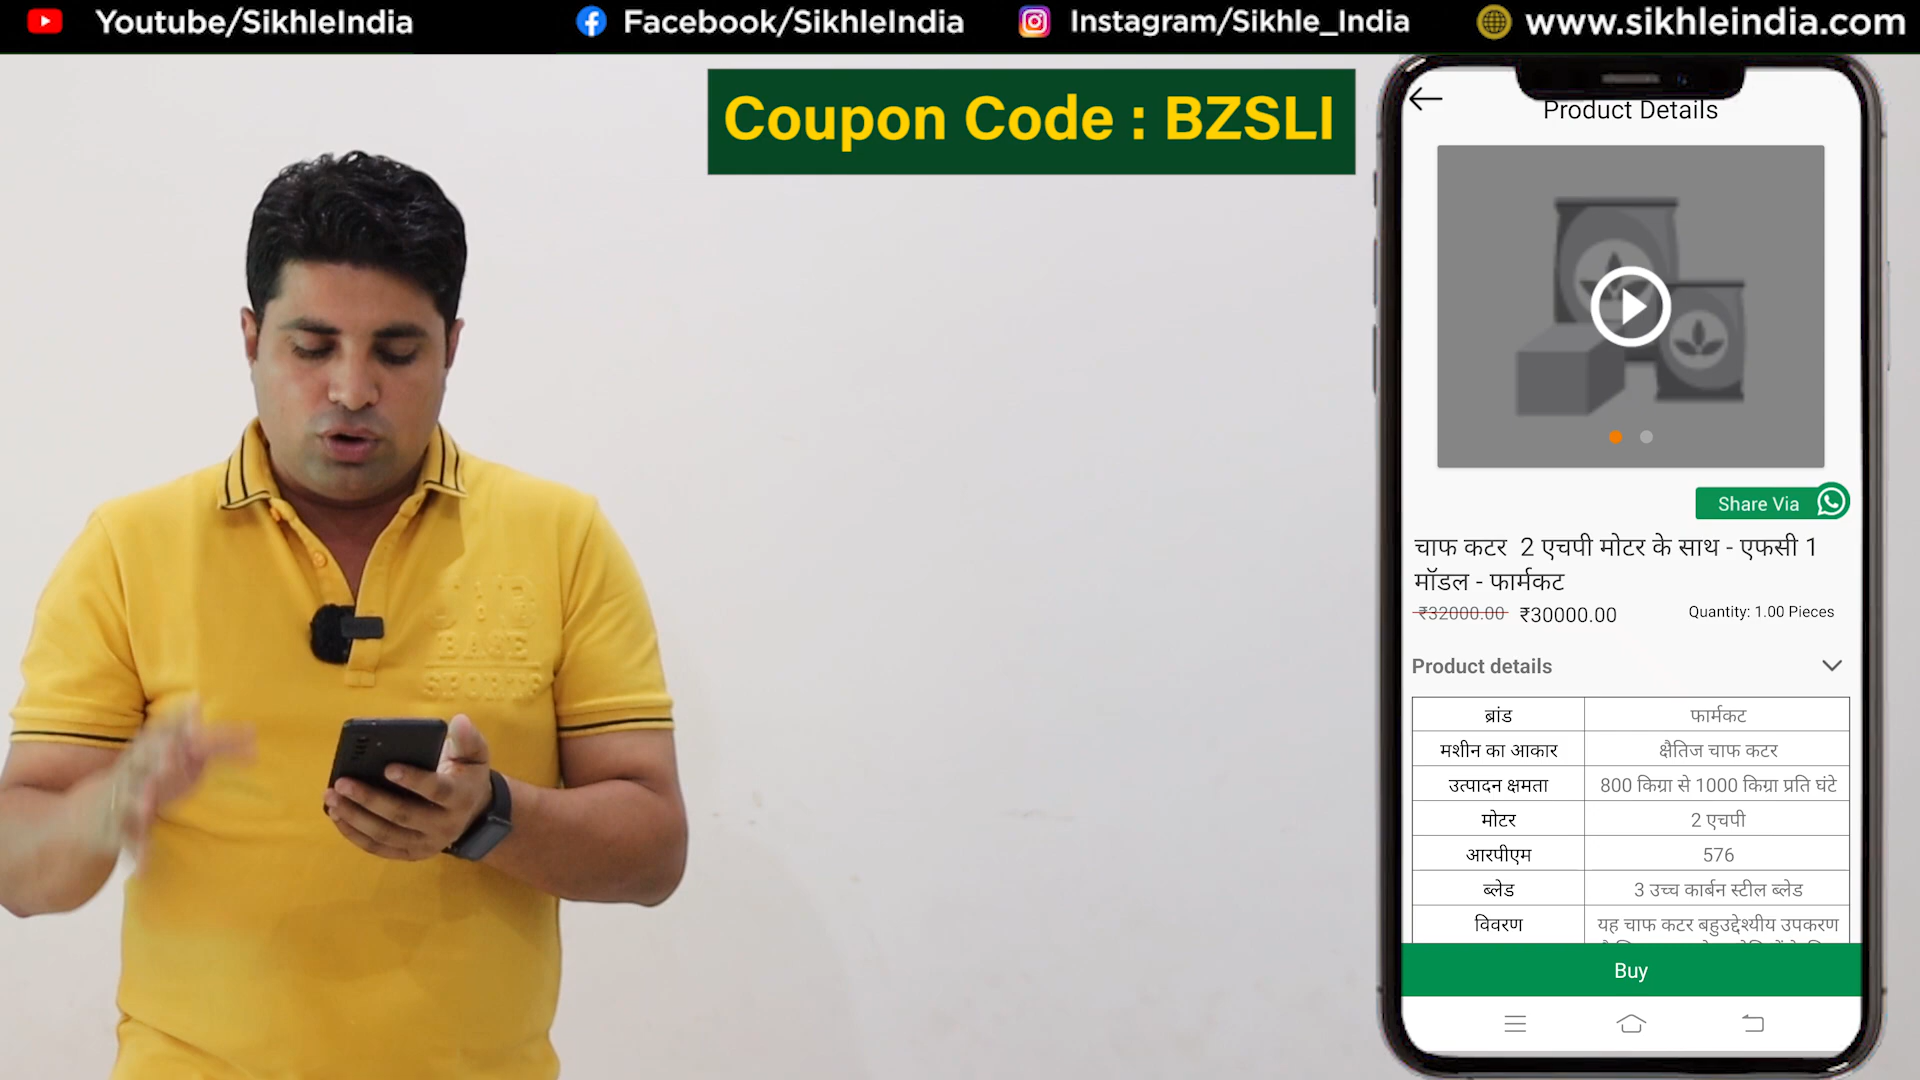 Youtube/SikhleIndia
Facebook/SikhleIndia
Instagram/Sikhle_India
www.sikhleindia.com
Coupon Code : BZSLI
Product Details
Share Via
चाफ कटर 2 एचपी मोटर के साथ - एफसी 1
मॉडल - फार्मकट
₹32000.00 ₹30000.00 Quantity: 1.00 Pieces
Product details
ब्रांड फार्मकट
मशीन का आकार क्षैतिज चाफ कटर
उत्पादन क्षमता 800 किग्रा से 1000 किग्रा प्रति घंटे
मोटर 2 एचपी
आरपीएम 576
ब्लेड 3 उच्च कार्बन स्टील ब्लेड
विवरण यह चाफ कटर बहुउद्देश्यीय उपकरण
Buy
BASE
SPORTS